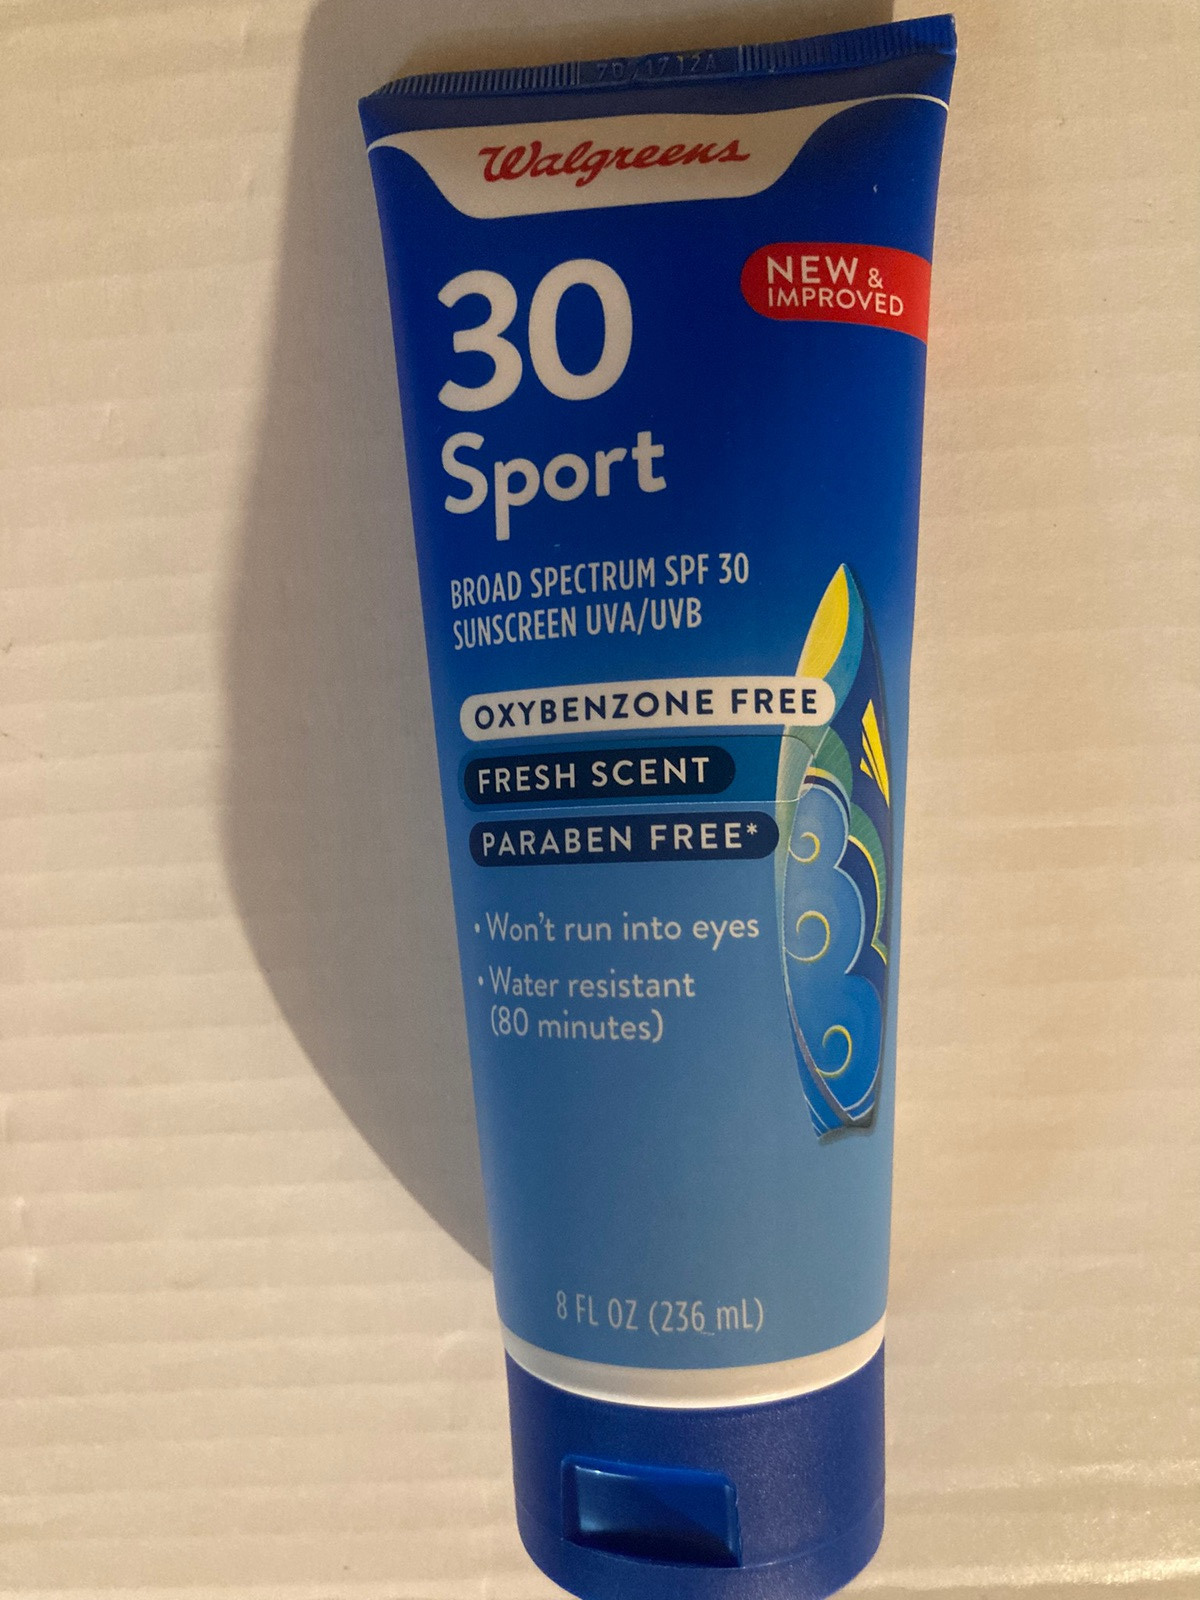 Walgreens
NEW &
IMPROVED
30
Sport
BROAD SPECTRUM SPF 30
SUNSCREEN UVA/UVB
OXYBENZONE FREE
FRESH SCENT
PARABEN FREE*
• Won't run into eyes
• Water resistant
(80 minutes)
8 FL OZ (236 mL)